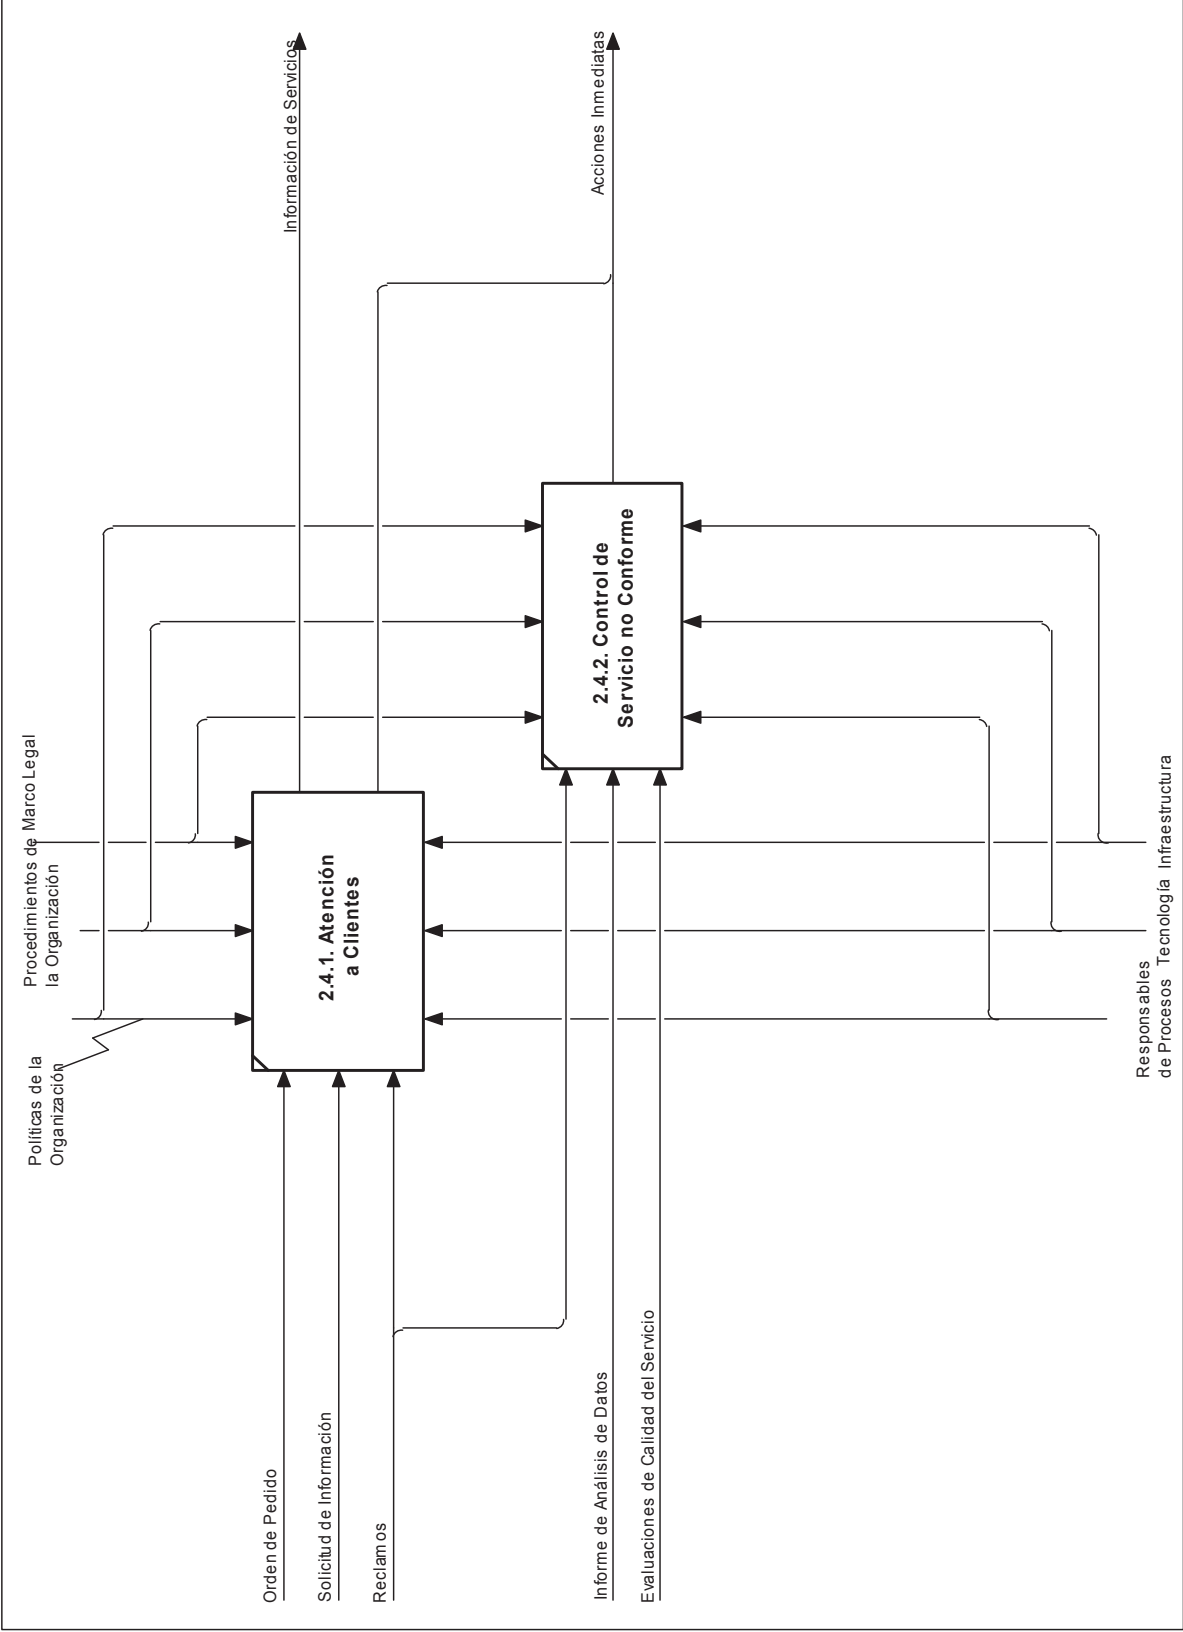 Políticas de la
Organización
Procedimientos de Marco Legal
la Organización
Orden de Pedido
Solicitud de Información
Reclamos
2.4.1. Atención
a Clientes
Información de Servicios
Informe de Análisis de Datos
Evaluaciones de Calidad del Servicio
2.4.2. Control de
Servicio no Conforme
Acciones Inmediatas
Responsables
de Procesos Tecnología Infraestructura